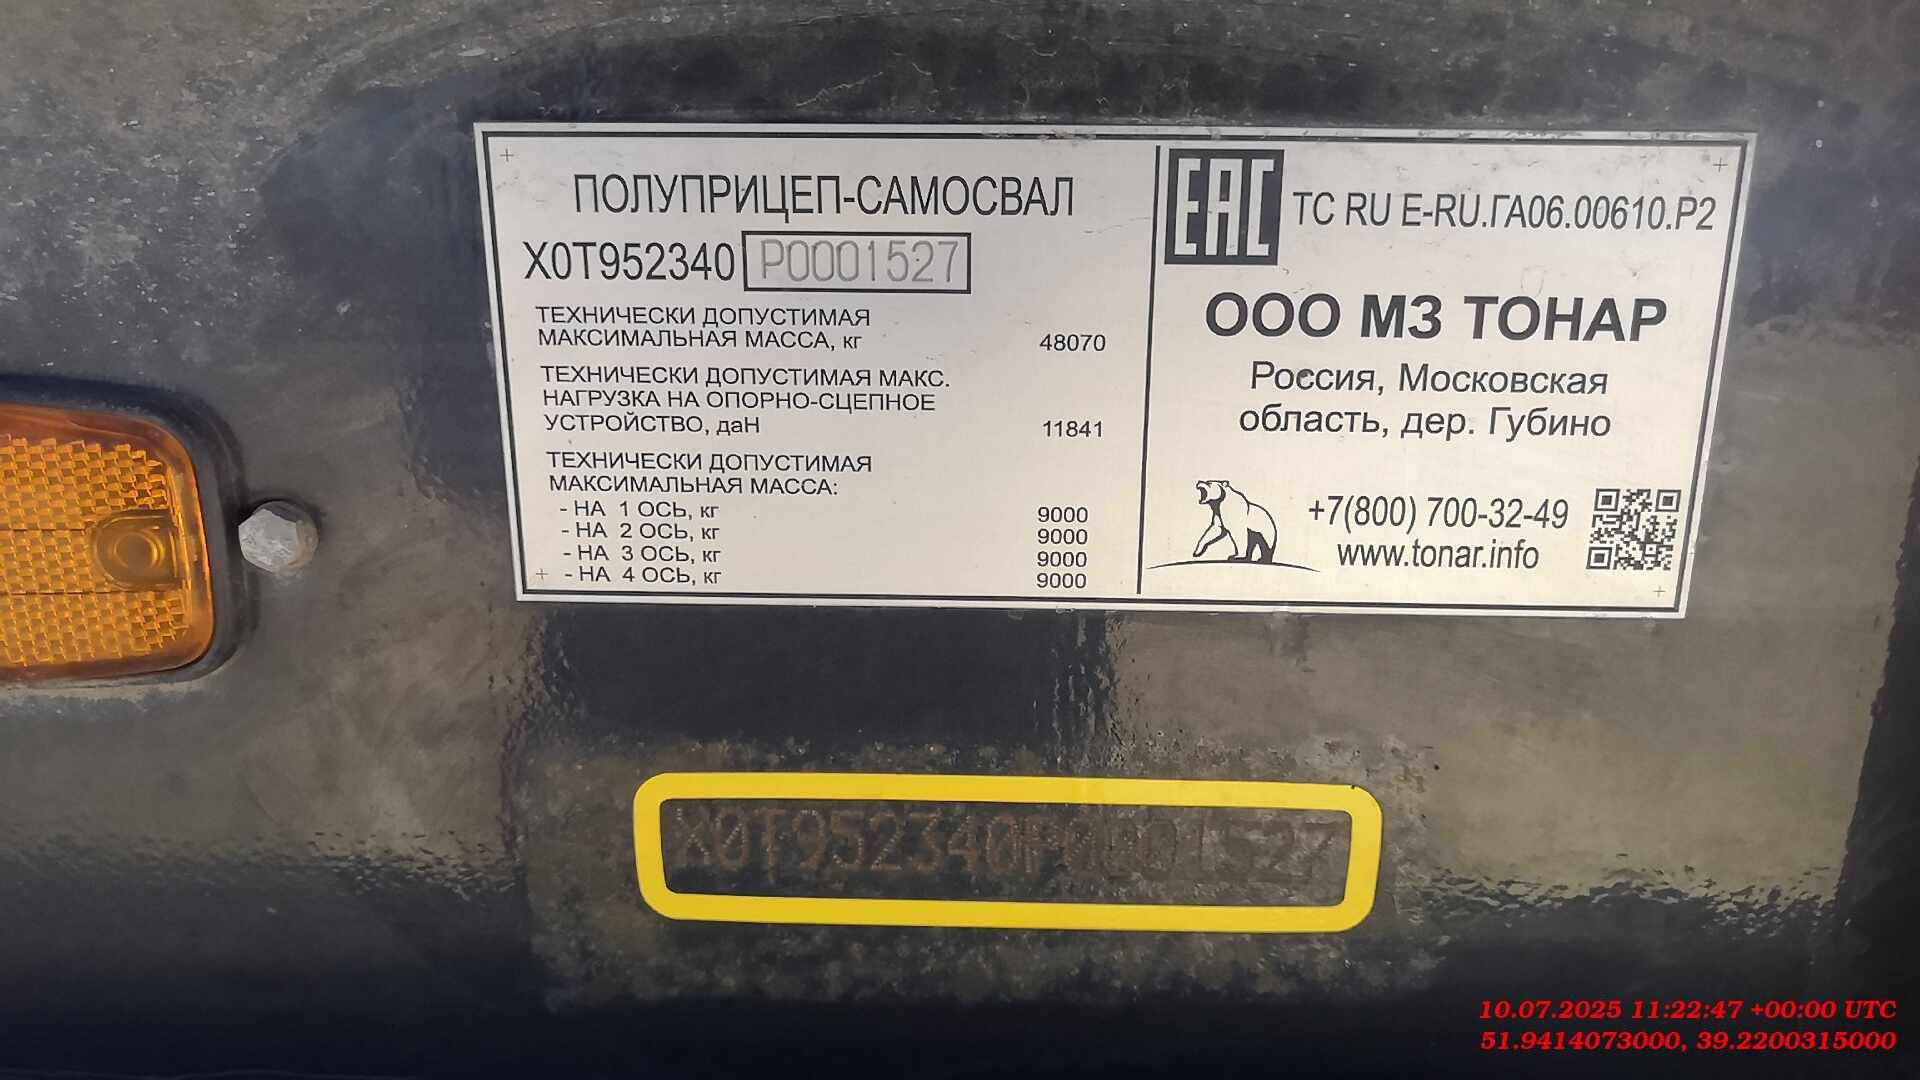 ПОЛУПРИЦЕП-САМОСВАЛ
X0T952340 P0001527
ТЕХНИЧЕСКИ ДОПУСТИМАЯ
МАКСИМАЛЬНАЯ МАССА, кг 48070
ТЕХНИЧЕСКИ ДОПУСТИМАЯ МАКС.
НАГРУЗКА НА ОПОРНО-СЦЕПНОЕ
УСТРОЙСТВО, даН 11841
ТЕХНИЧЕСКИ ДОПУСТИМАЯ
МАКСИМАЛЬНАЯ МАССА:
- НА 1 ОСЬ, кг 9000
- НА 2 ОСЬ, кг 9000
- НА 3 ОСЬ, кг 9000
- НА 4 ОСЬ, кг 9000
EAC TC RU E-RU.ГА06.00610.P2
ООО МЗ ТОНАР
Россия, Московская
область, дер. Губино
+7(800) 700-32-49
www.tonar.info
X0T952340P0001527
10.07.2025 11:22:47 +00:00 UTC
51.9414073000, 39.2200315000